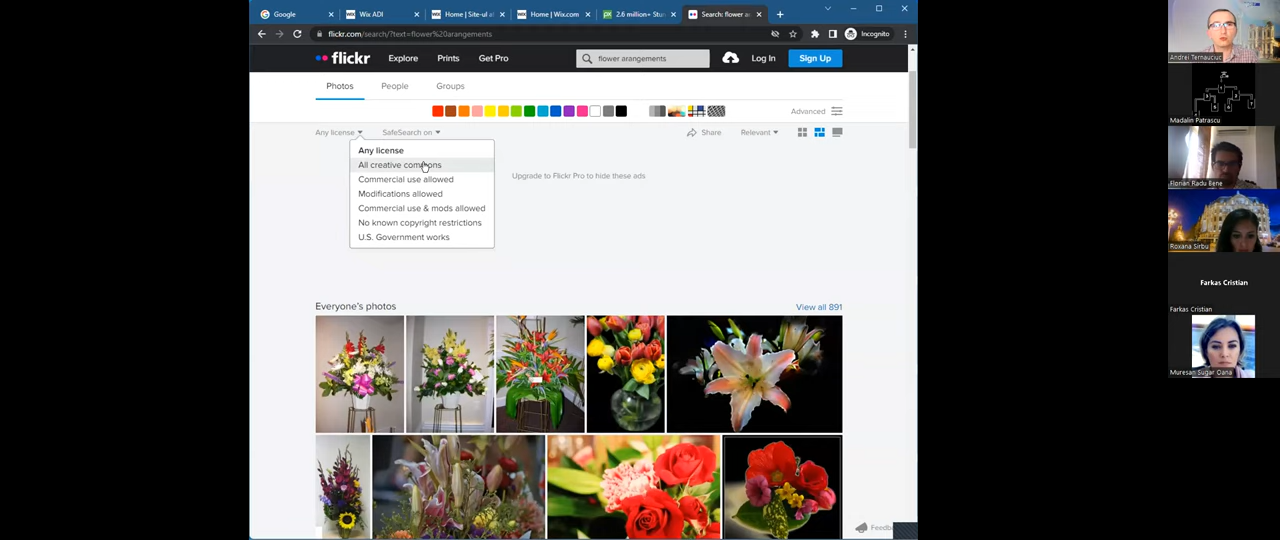 Google
Wix ADI
Home | Site-ul a
Home | Wix.com
2.6 million+ Stun
Search: flower ar
flickr.com/search/?text=flower%20arangements
Incognito
flickr
Explore
Prints
Get Pro
flower arangements
Log In
Sign Up
Photos
People
Groups
Advanced
Any license
SafeSearch on
Share
Relevant
Any license
All creative commons
Commercial use allowed
Modifications allowed
Commercial use & mods allowed
No known copyright restrictions
U.S. Government works
Upgrade to Flickr Pro to hide these ads
Everyone's photos
View all 891
Feedb
Andrei Ternauciuc
Madalin Patrascu
Florian Radu Bene
Roxana Sirbu
Farkas Cristian
Farkas Cristian
Muresan Sugar Oana